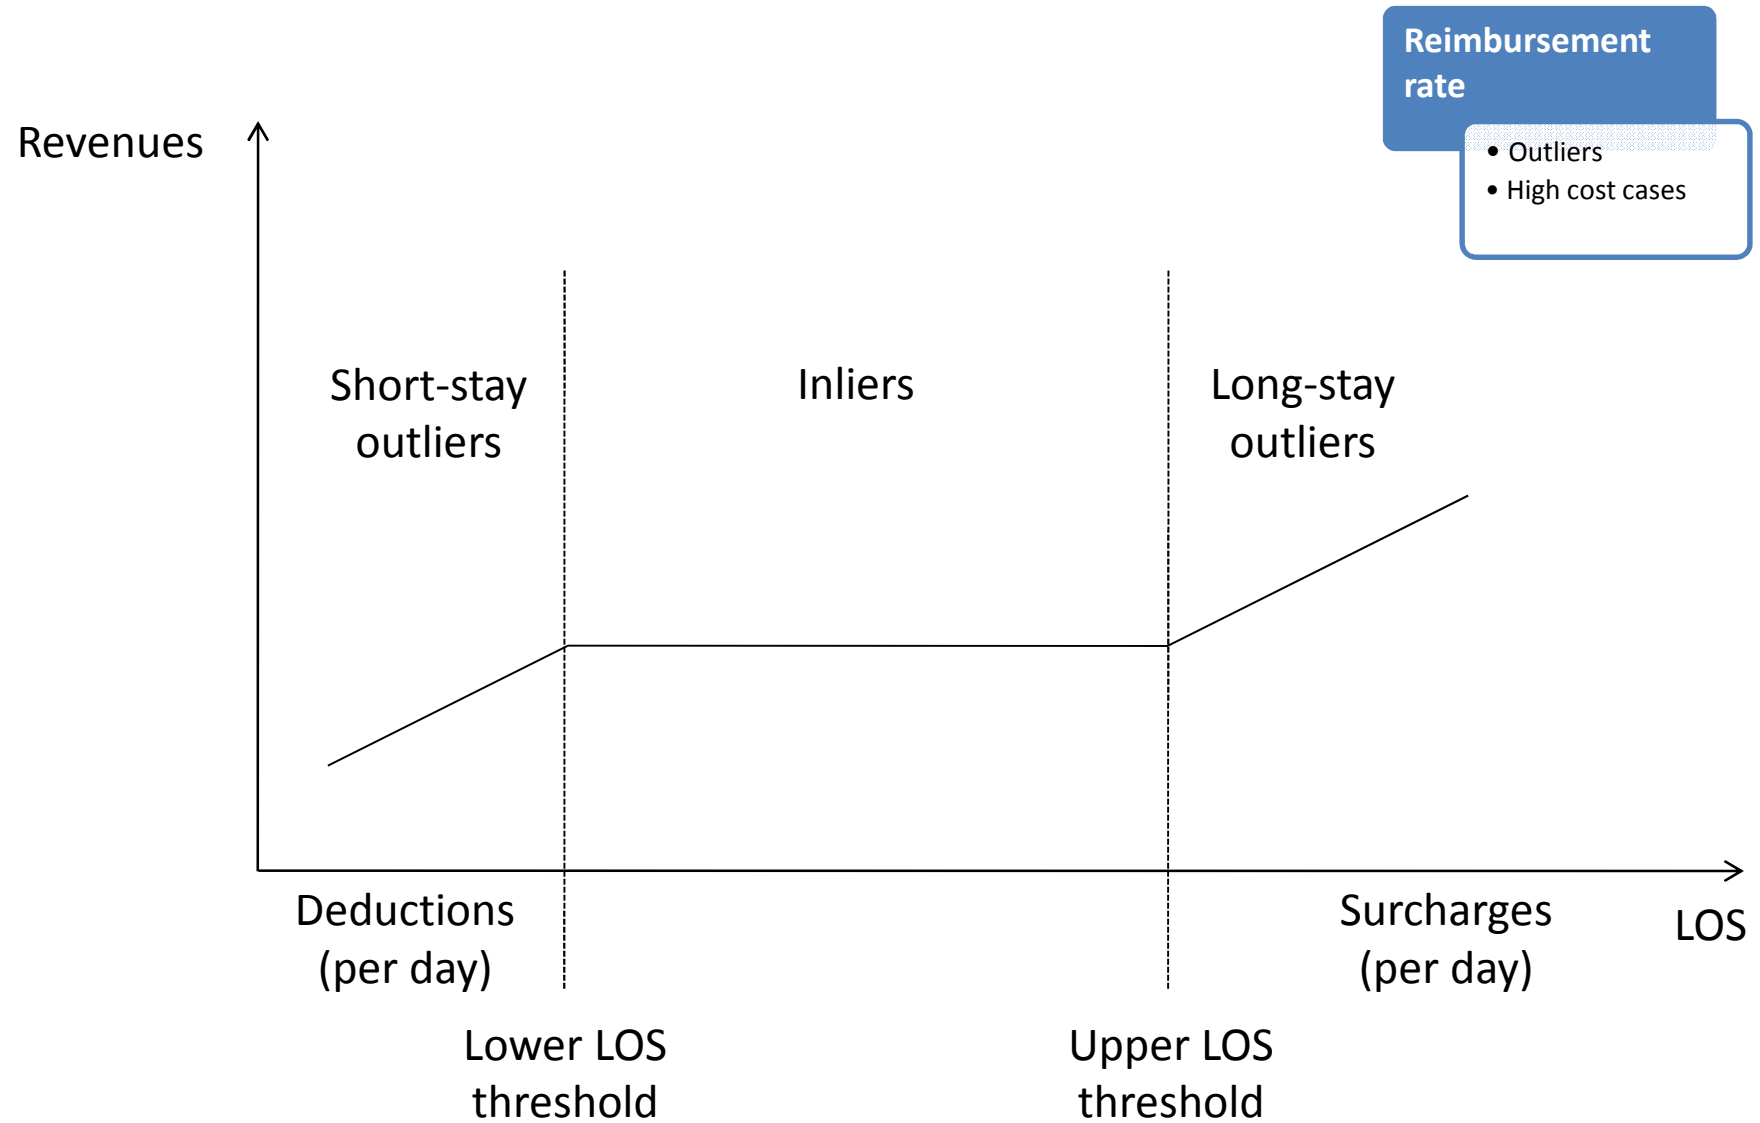 Reimbursement
rate
• Outliers
• High cost cases
Revenues
Short-stay
outliers
Inliers
Long-stay
outliers
Deductions
(per day)
Surcharges
(per day)
LOS
Lower LOS
threshold
Upper LOS
threshold